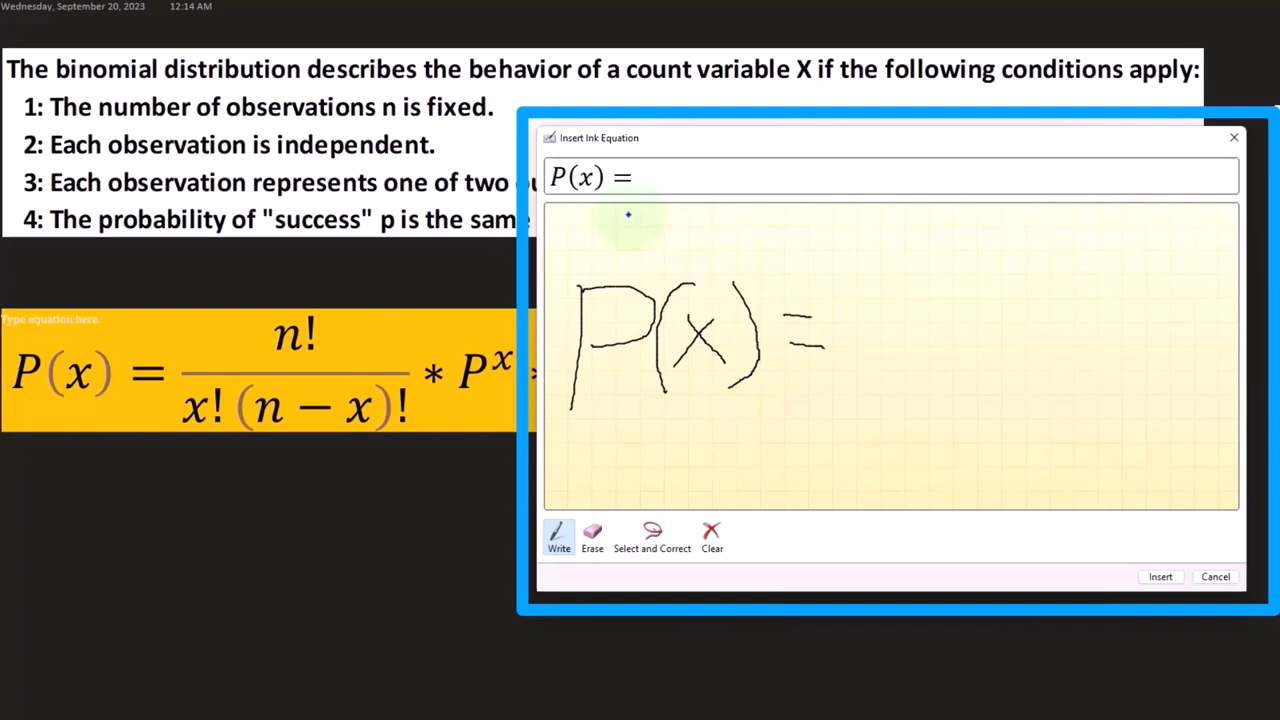 Wednesday, September 20, 2023 12:14 AM
The binomial distribution describes the behavior of a count variable X if the following conditions apply:
1: The number of observations n is fixed.
2: Each observation is independent.
3: Each observation represents one of two
4: The probability of "success" p is the same
Insert Ink Equation
P(x) =
P(x) =
Type equation here.
P(x) = n! / x! (n − x)! * P^x *
Write Erase Select and Correct Clear
Insert Cancel